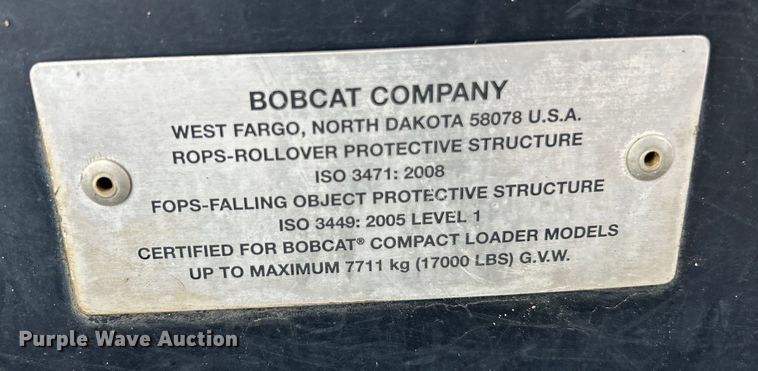 BOBCAT COMPANY
WEST FARGO, NORTH DAKOTA 58078 U.S.A.
ROPS-ROLLOVER PROTECTIVE STRUCTURE
ISO 3471: 2008
FOPS-FALLING OBJECT PROTECTIVE STRUCTURE
ISO 3449: 2005 LEVEL 1
CERTIFIED FOR BOBCAT® COMPACT LOADER MODELS
UP TO MAXIMUM 7711 kg (17000 LBS) G.V.W.
Purple Wave Auction